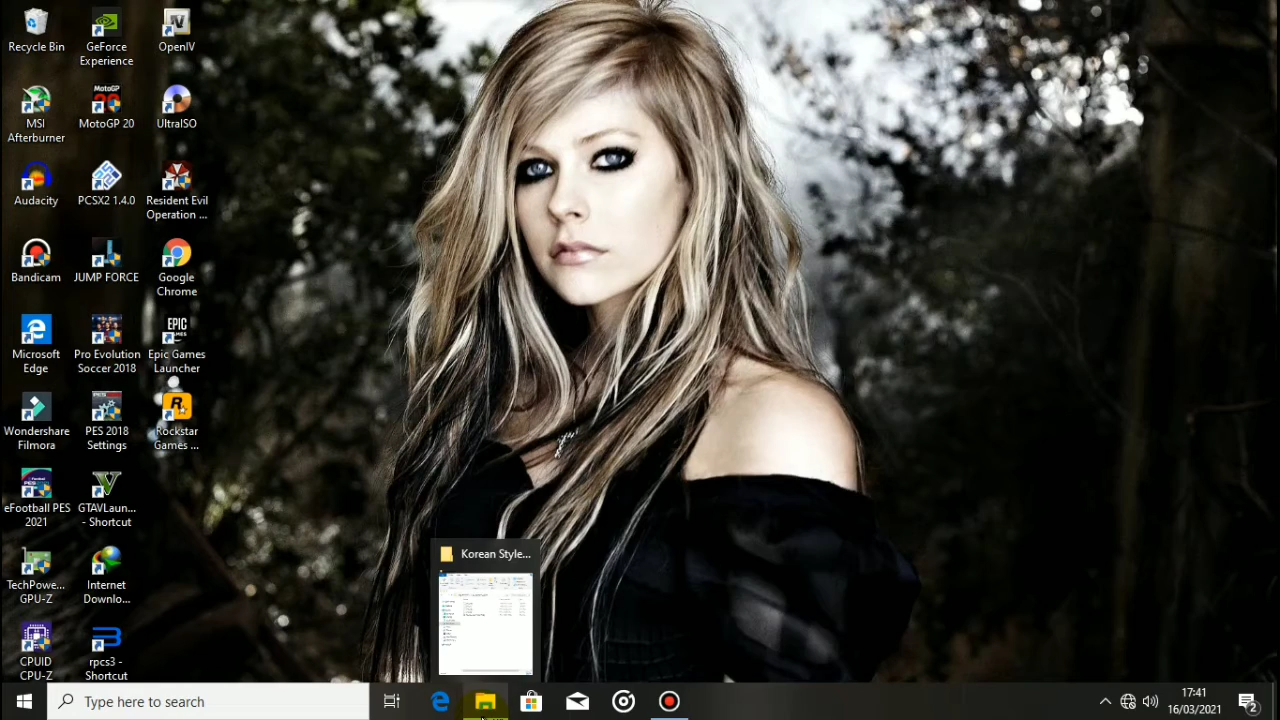 Recycle Bin
GeForce
Experience
OpenIV
MSI
Afterburner
MotoGP 20
UltraISO
Audacity
PCSX2 1.4.0
Resident Evil
Operation ...
Bandicam
JUMP FORCE
Google
Chrome
Microsoft
Edge
Pro Evolution
Soccer 2018
EPIC
GAMES
Epic Games
Launcher
Wondershare
Filmora
PES 2018
Settings
Rockstar
Games ...
eFootball PES
2021
GTAVLaun...
- Shortcut
TechPowe...
GPU-Z
Internet
Downlo...
CPUID
CPU-Z
rpcs3 -
Shortcut
Korean Style...
Type here to search
17:41
16/03/2021
2